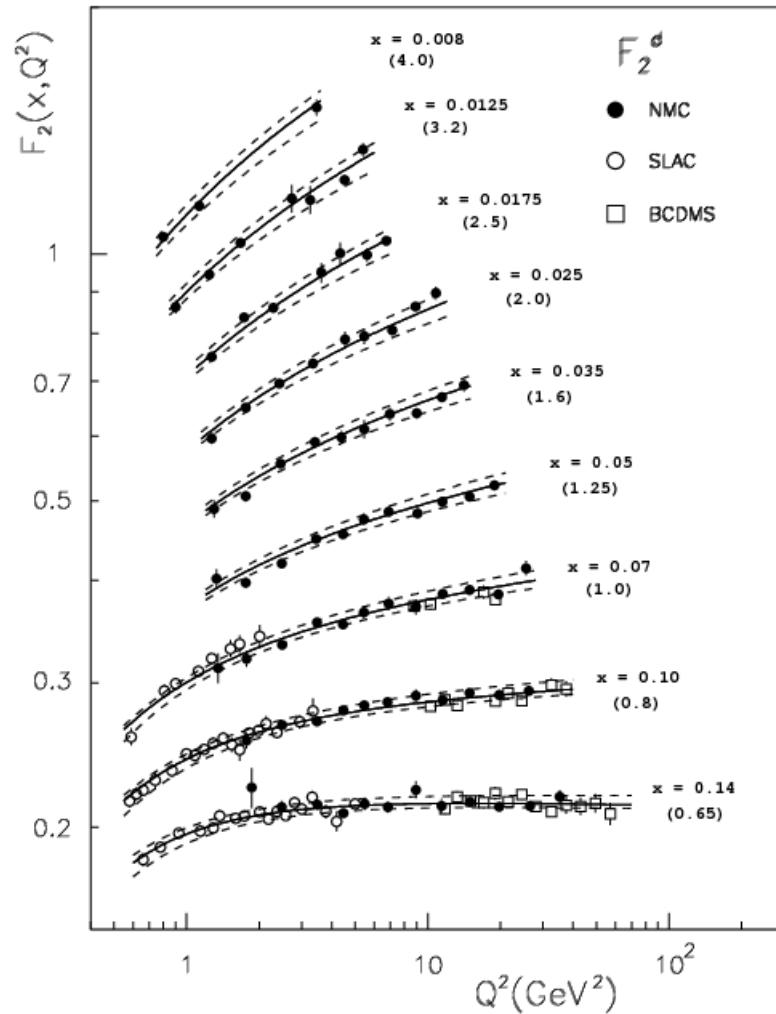 F₂(x,Q²)
x = 0.008
(4.0)
x = 0.0125
(3.2)
x = 0.0175
(2.5)
x = 0.025
(2.0)
x = 0.035
(1.6)
x = 0.05
(1.25)
x = 0.07
(1.0)
x = 0.10
(0.8)
x = 0.14
(0.65)
F₂ᵈ
NMC
SLAC
BCDMS
1
0.7
0.5
0.3
0.2
1
10
10²
Q²(GeV²)